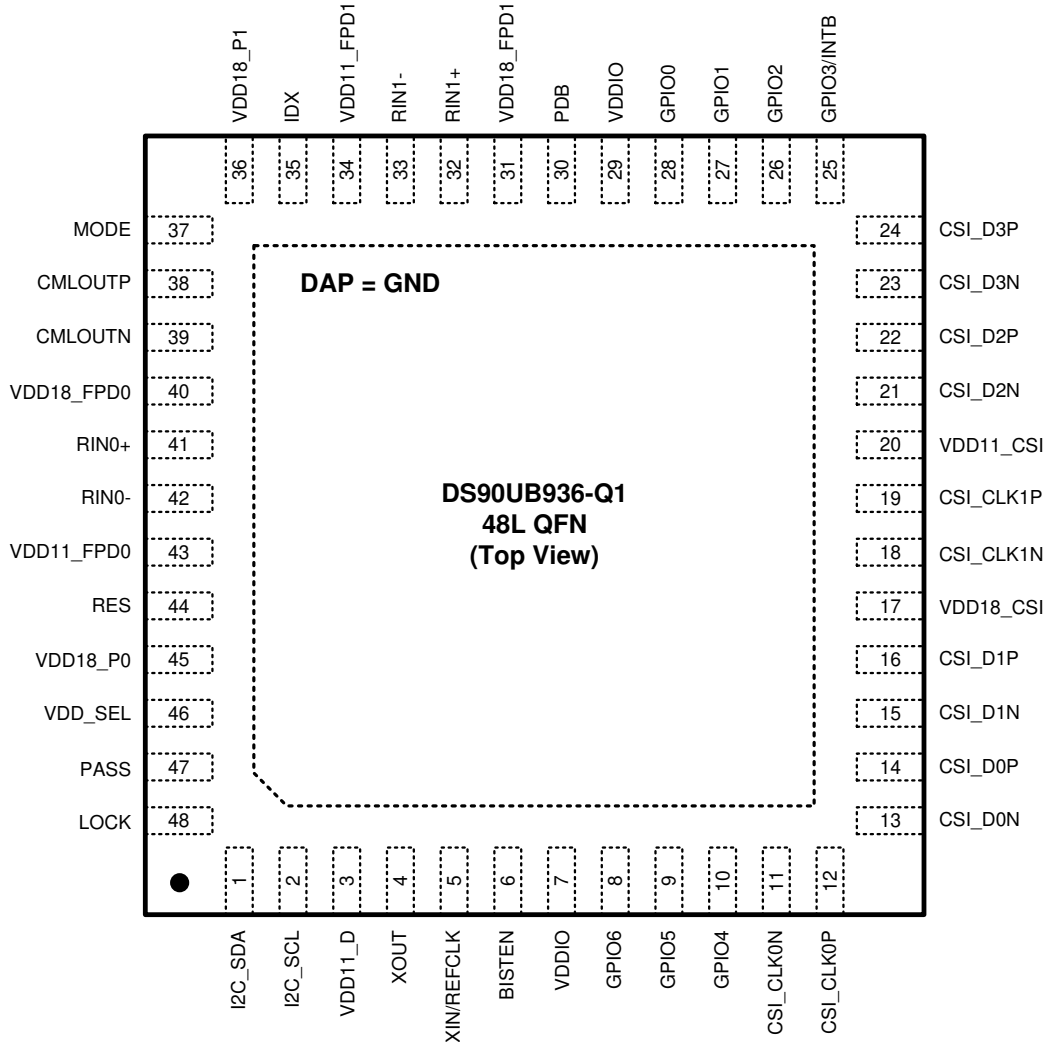 VDD18_P1
IDX
VDD11_FPD1
RIN1-
RIN1+
VDD18_FPD1
PDB
VDDIO
GPIO0
GPIO1
GPIO2
GPIO3/INTB
36
35
34
33
32
31
30
29
28
27
26
25
MODE 37
CMLOUTP 38
CMLOUTN 39
VDD18_FPD0 40
RIN0+ 41
RIN0- 42
VDD11_FPD0 43
RES 44
VDD18_P0 45
VDD_SEL 46
PASS 47
LOCK 48
DAP = GND
DS90UB936-Q1
48L QFN
(Top View)
24 CSI_D3P
23 CSI_D3N
22 CSI_D2P
21 CSI_D2N
20 VDD11_CSI
19 CSI_CLK1P
18 CSI_CLK1N
17 VDD18_CSI
16 CSI_D1P
15 CSI_D1N
14 CSI_D0P
13 CSI_D0N
1
2
3
4
5
6
7
8
9
10
11
12
I2C_SDA
I2C_SCL
VDD11_D
XOUT
XIN/REFCLK
BISTEN
VDDIO
GPIO6
GPIO5
GPIO4
CSI_CLK0N
CSI_CLK0P